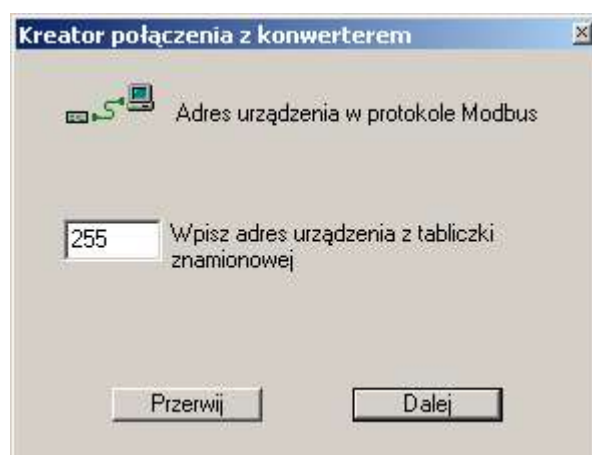 Kreator połączenia z konwerterem
Adres urządzenia w protokole Modbus
255
Wpisz adres urządzenia z tabliczki
znamionowej
Przerwij
Dalej